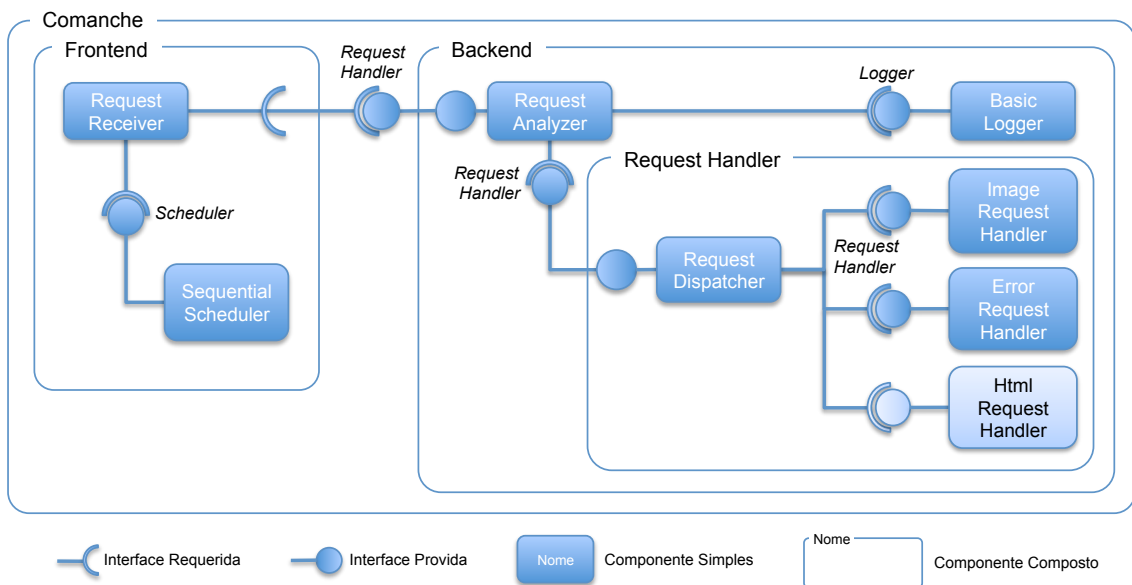 Comanche
Frontend
Backend
Request
Handler
Logger
Request
Receiver
Request
Analyzer
Basic
Logger
Request Handler
Request
Handler
Scheduler
Image
Request
Handler
Request
Handler
Request
Dispatcher
Sequential
Scheduler
Error
Request
Handler
Html
Request
Handler
Interface Requerida
Interface Provida
Nome
Componente Simples
Nome
Componente Composto